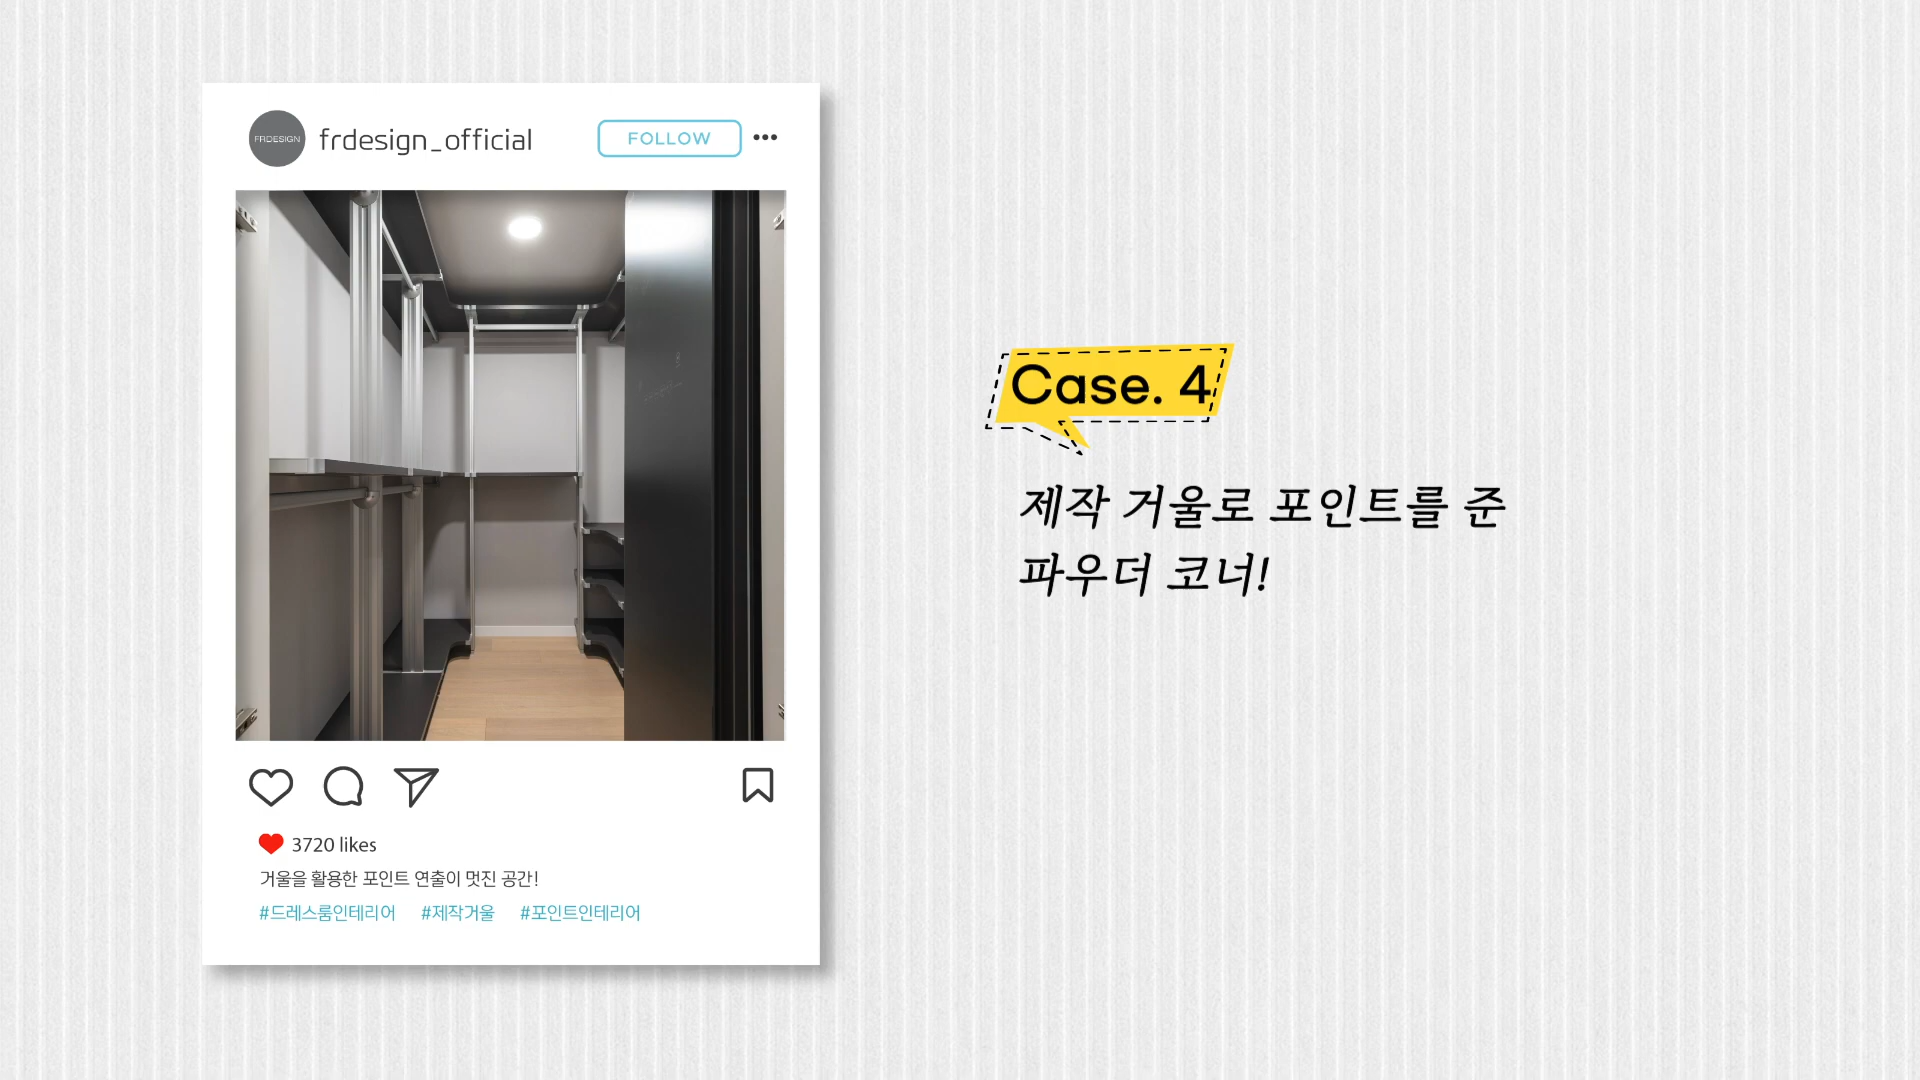 FRDESIGN
frdesign_official
FOLLOW
Case. 4
제작 거울로 포인트를 준
파우더 코너!
3720 likes
거울을 활용한 포인트 연출이 멋진 공간!
#드레스룸인테리어 #제작거울 #포인트인테리어